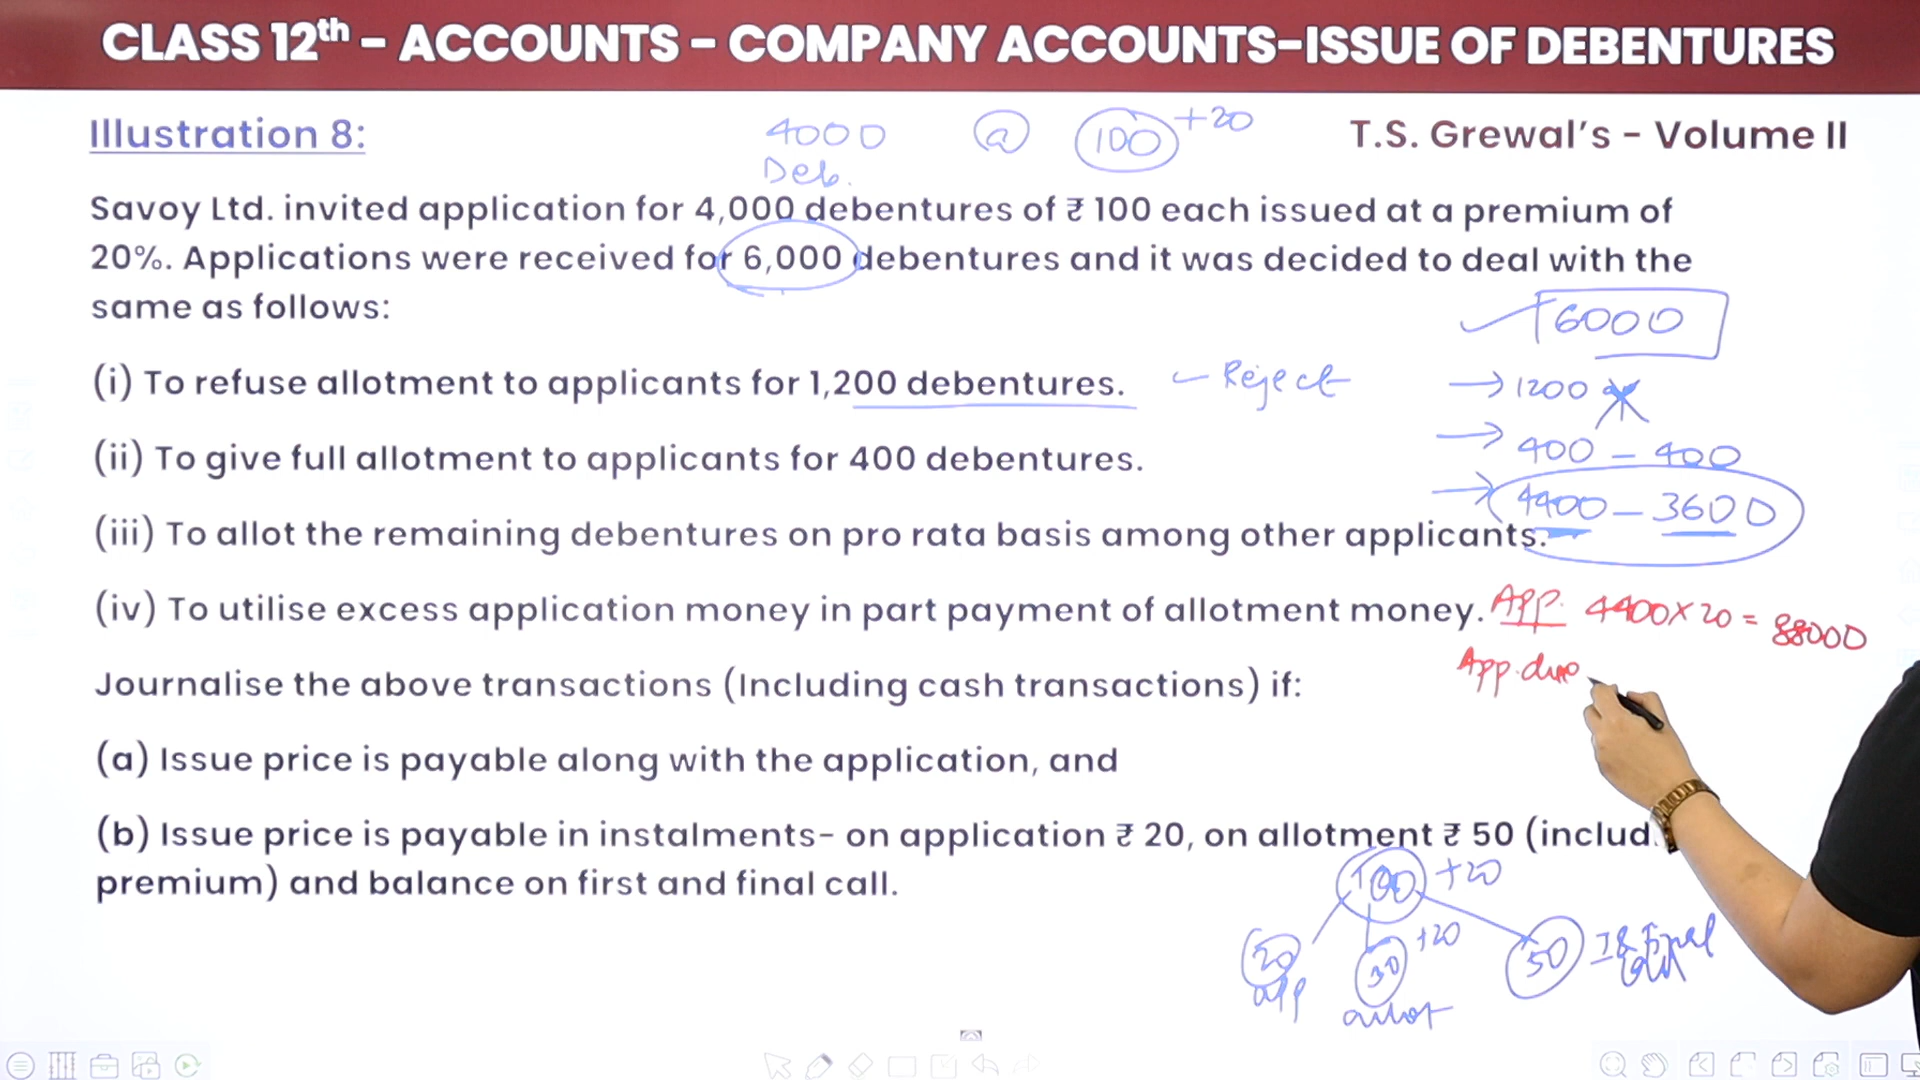 CLASS 12th - ACCOUNTS - COMPANY ACCOUNTS-ISSUE OF DEBENTURES
Illustration 8:
4000 @ 100 +20
Deb.
T.S. Grewal's - Volume II
Savoy Ltd. invited application for 4,000 debentures of ₹ 100 each issued at a premium of
20%. Applications were received for 6,000 debentures and it was decided to deal with the
same as follows:
6000
(i) To refuse allotment to applicants for 1,200 debentures. Reject → 1200 X
(ii) To give full allotment to applicants for 400 debentures. → 400 - 400
→ 4400 - 3600
(iii) To allot the remaining debentures on pro rata basis among other applicants.
(iv) To utilise excess application money in part payment of allotment money. App. 4400 X 20 = 88000
Journalise the above transactions (Including cash transactions) if: App. due
(a) Issue price is payable along with the application, and
(b) Issue price is payable in instalments- on application ₹ 20, on allotment ₹ 50 (includ
premium) and balance on first and final call. 100 +20
20 30 +20 50
app allot